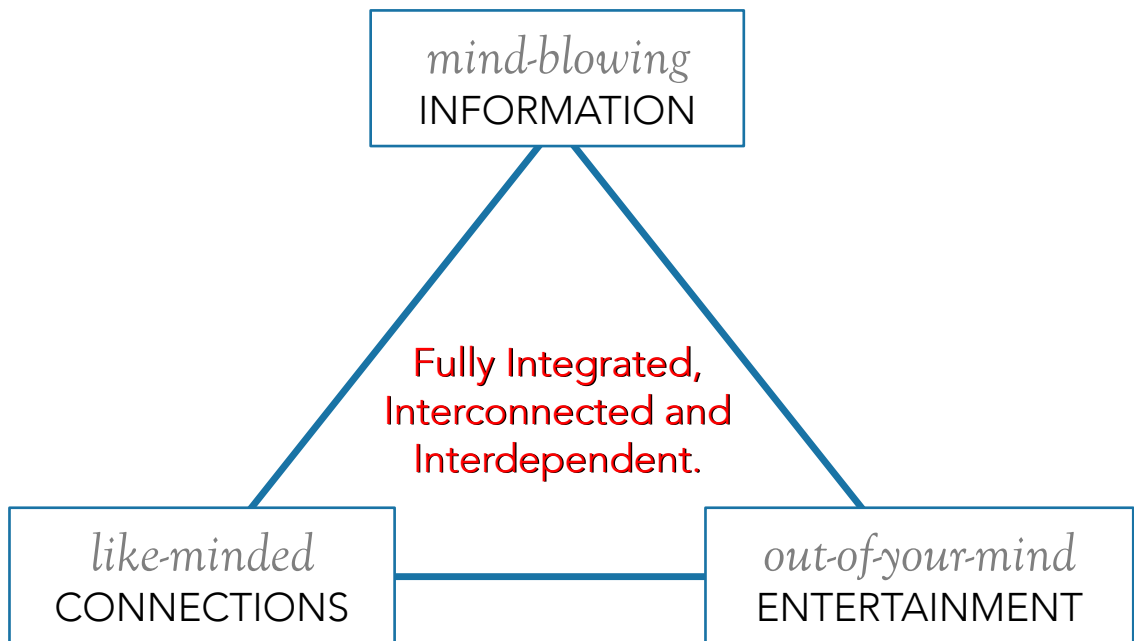 mind-blowing
INFORMATION
Fully Integrated,
Interconnected and
Interdependent.
like-minded
CONNECTIONS
out-of-your-mind
ENTERTAINMENT